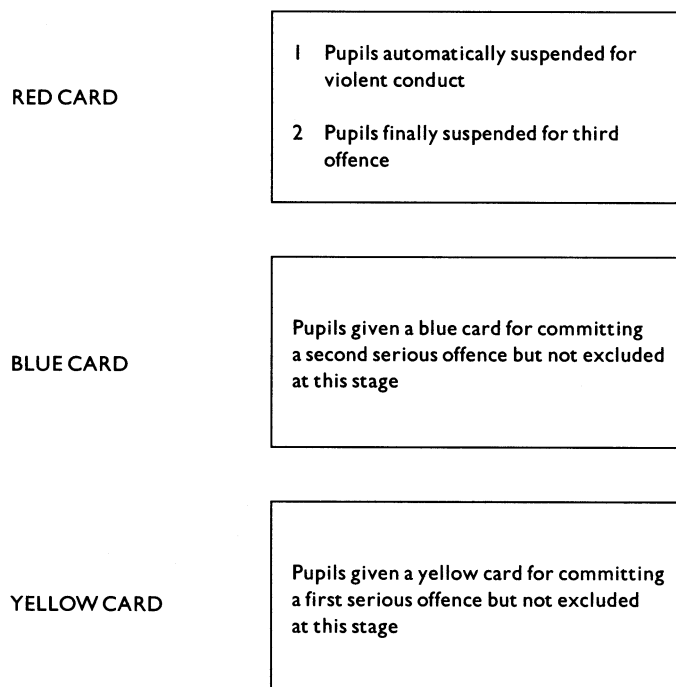 RED CARD
1 Pupils automatically suspended for
violent conduct
2 Pupils finally suspended for third
offence
BLUE CARD
Pupils given a blue card for committing
a second serious offence but not excluded
at this stage
YELLOW CARD
Pupils given a yellow card for committing
a first serious offence but not excluded
at this stage